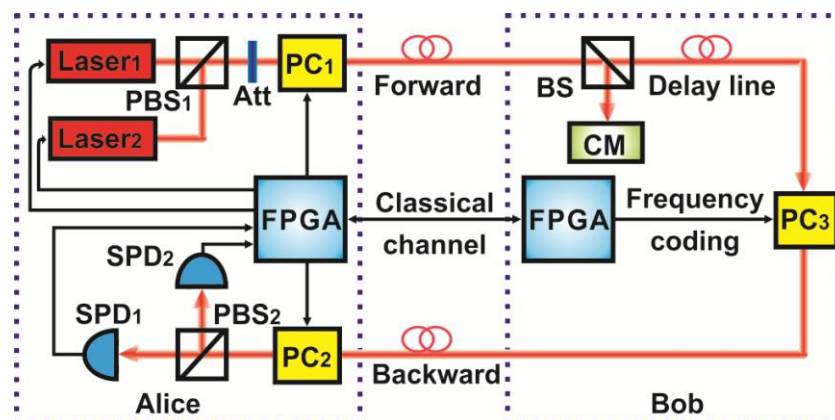 Laser1
PBS1
Att
PC1
Forward
BS
Delay line
Laser2
CM
FPGA
Classical
channel
FPGA
Frequency
coding
PC3
SPD2
SPD1
PBS2
PC2
Backward
Alice
Bob